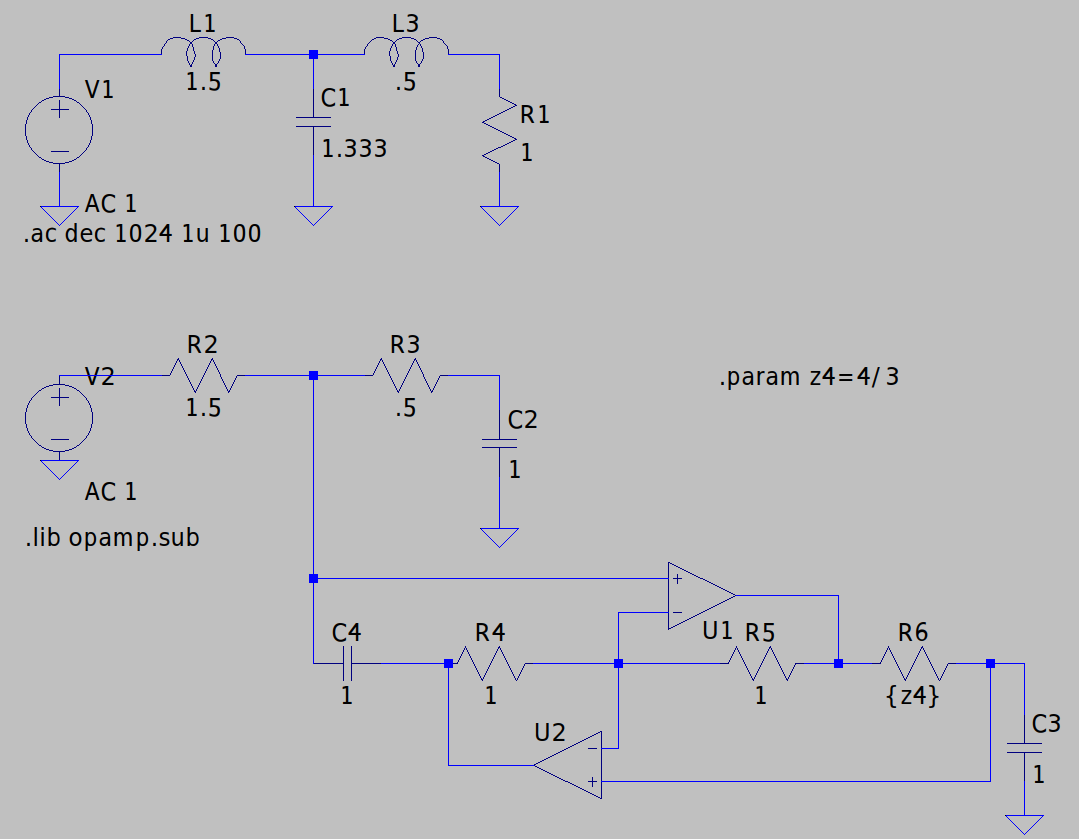 L1
L3
1.5
.5
V1
C1
R1
1.333
1
AC 1
.ac dec 1024 1u 100
R2
R3
V2
.param z4=4/3
1.5
.5
C2
1
AC 1
.lib opamp.sub
C4
R4
U1
R5
R6
1
1
1
{z4}
C3
U2
1